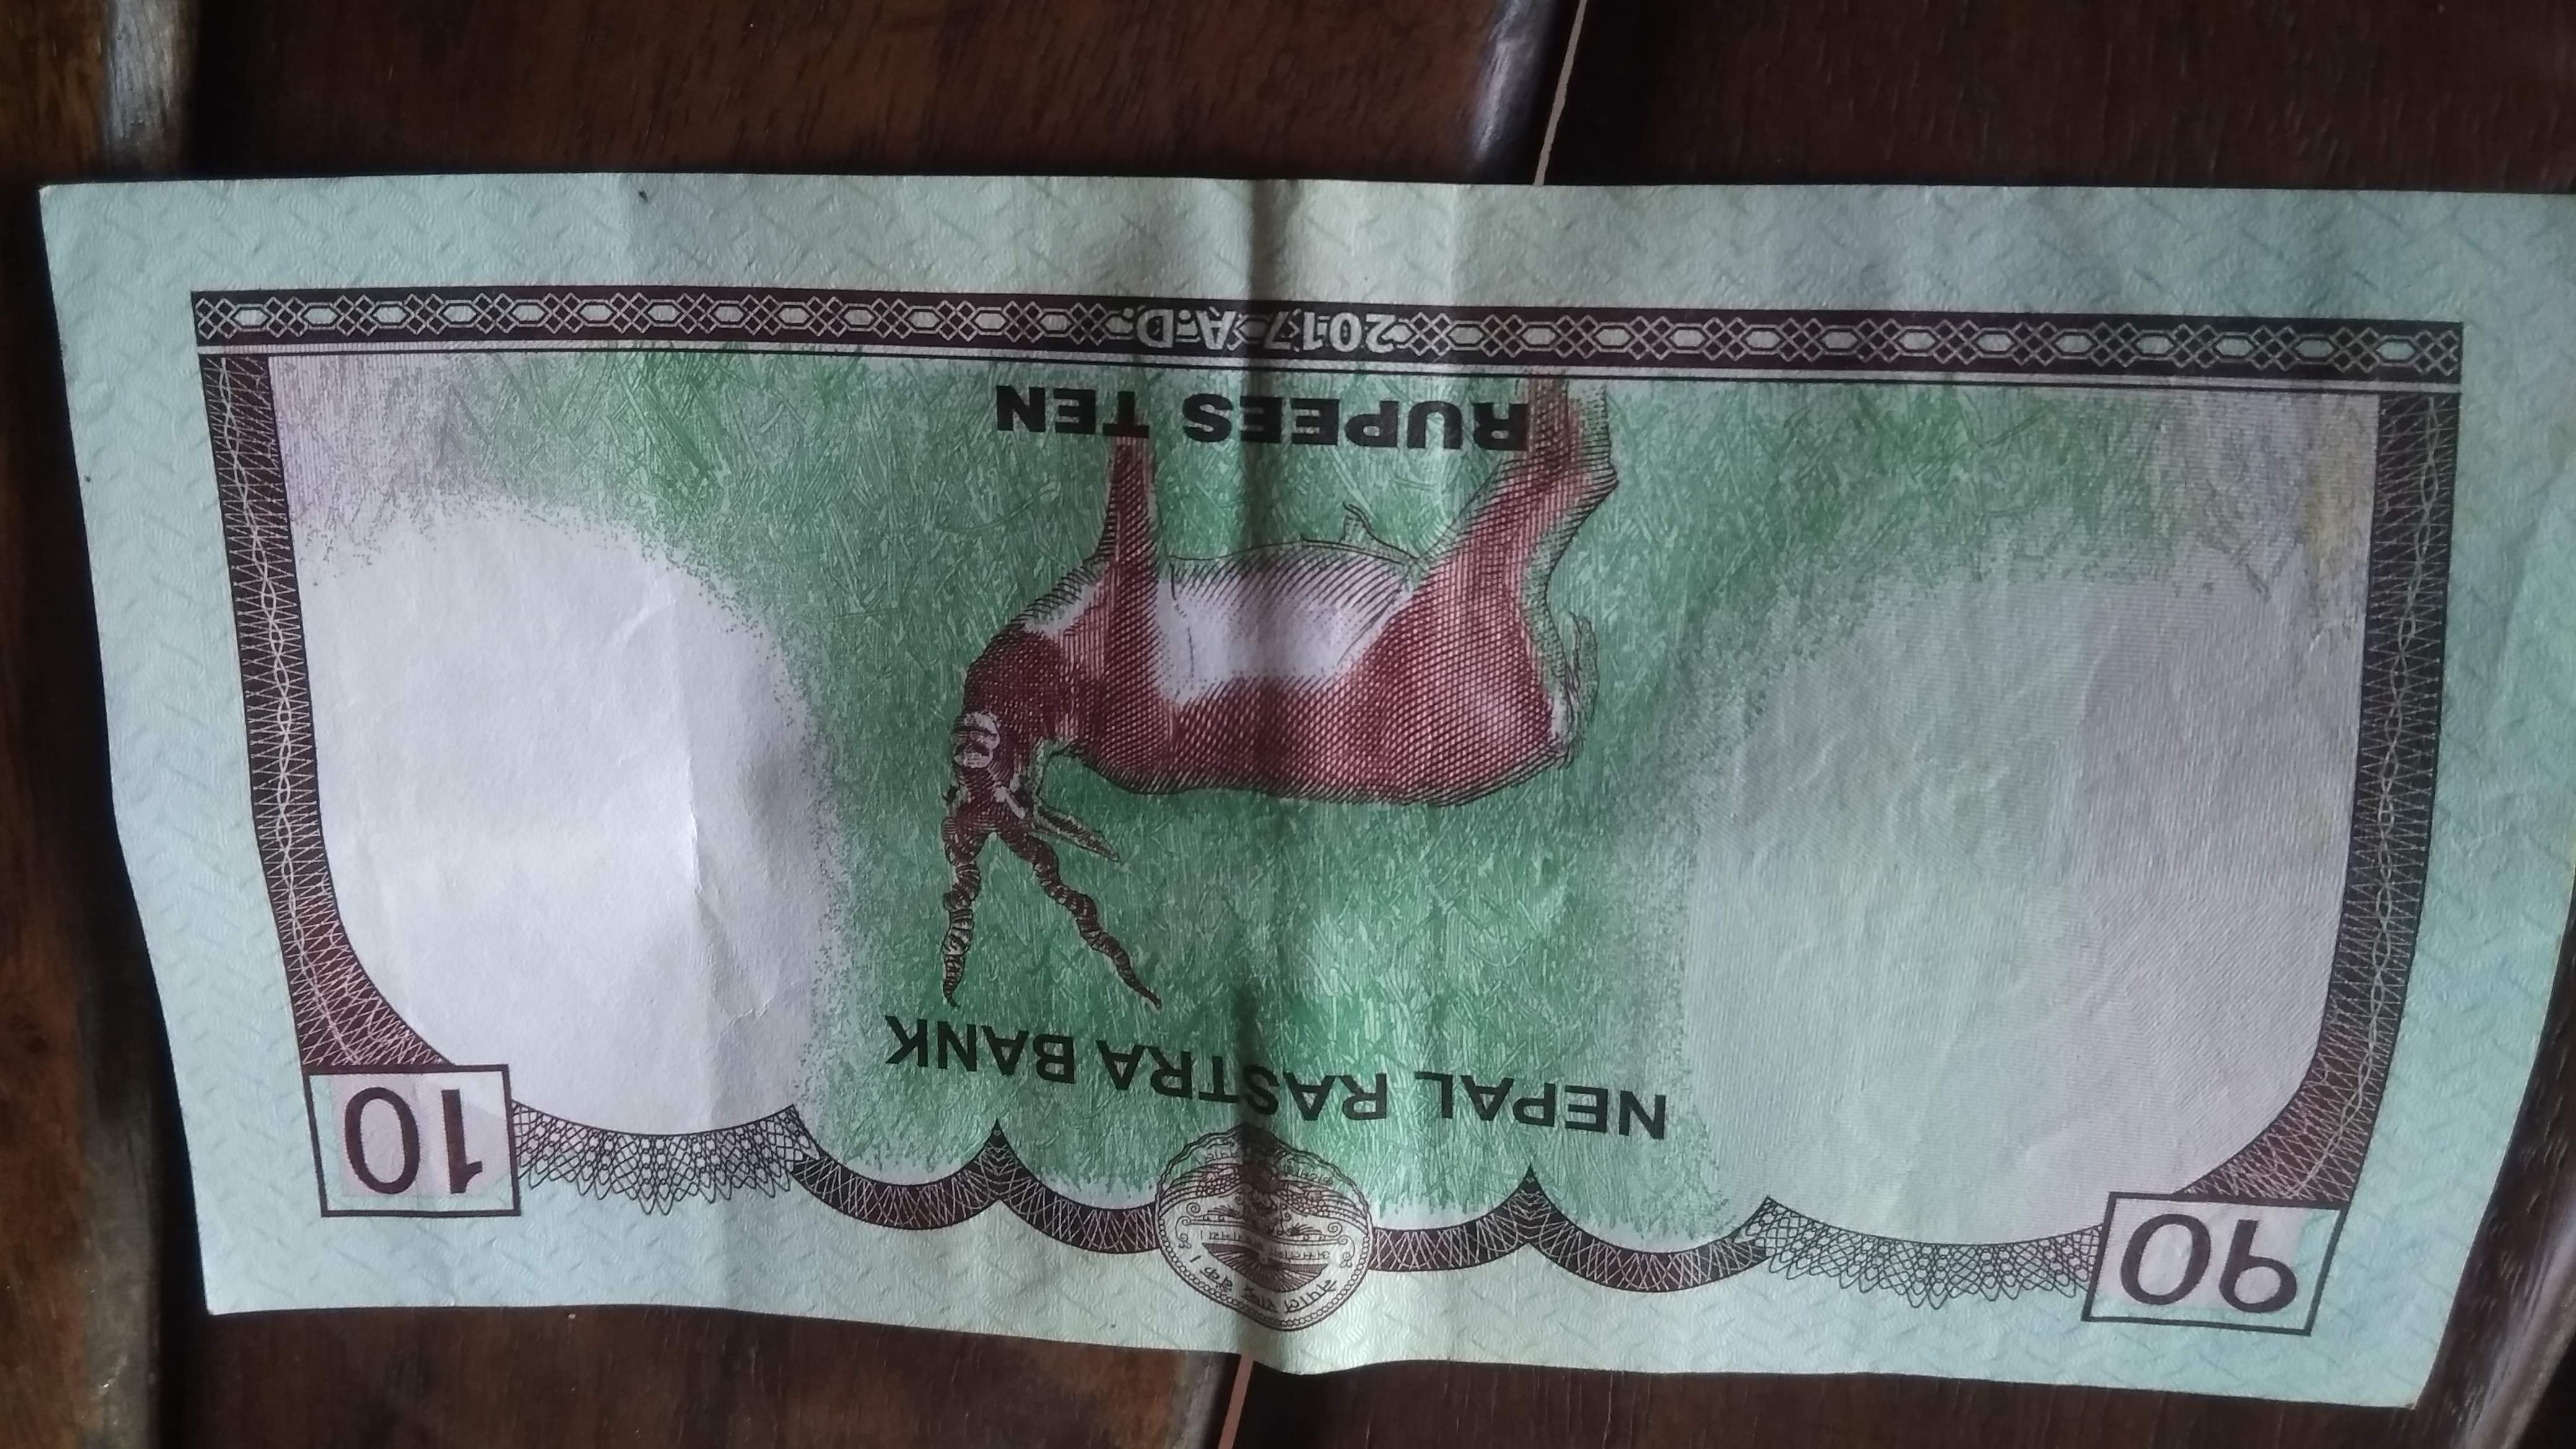 १० 10
नेपाल राष्ट्र बैंक
NEPAL RASTRA BANK
RUPEES TEN
2017 A.D.